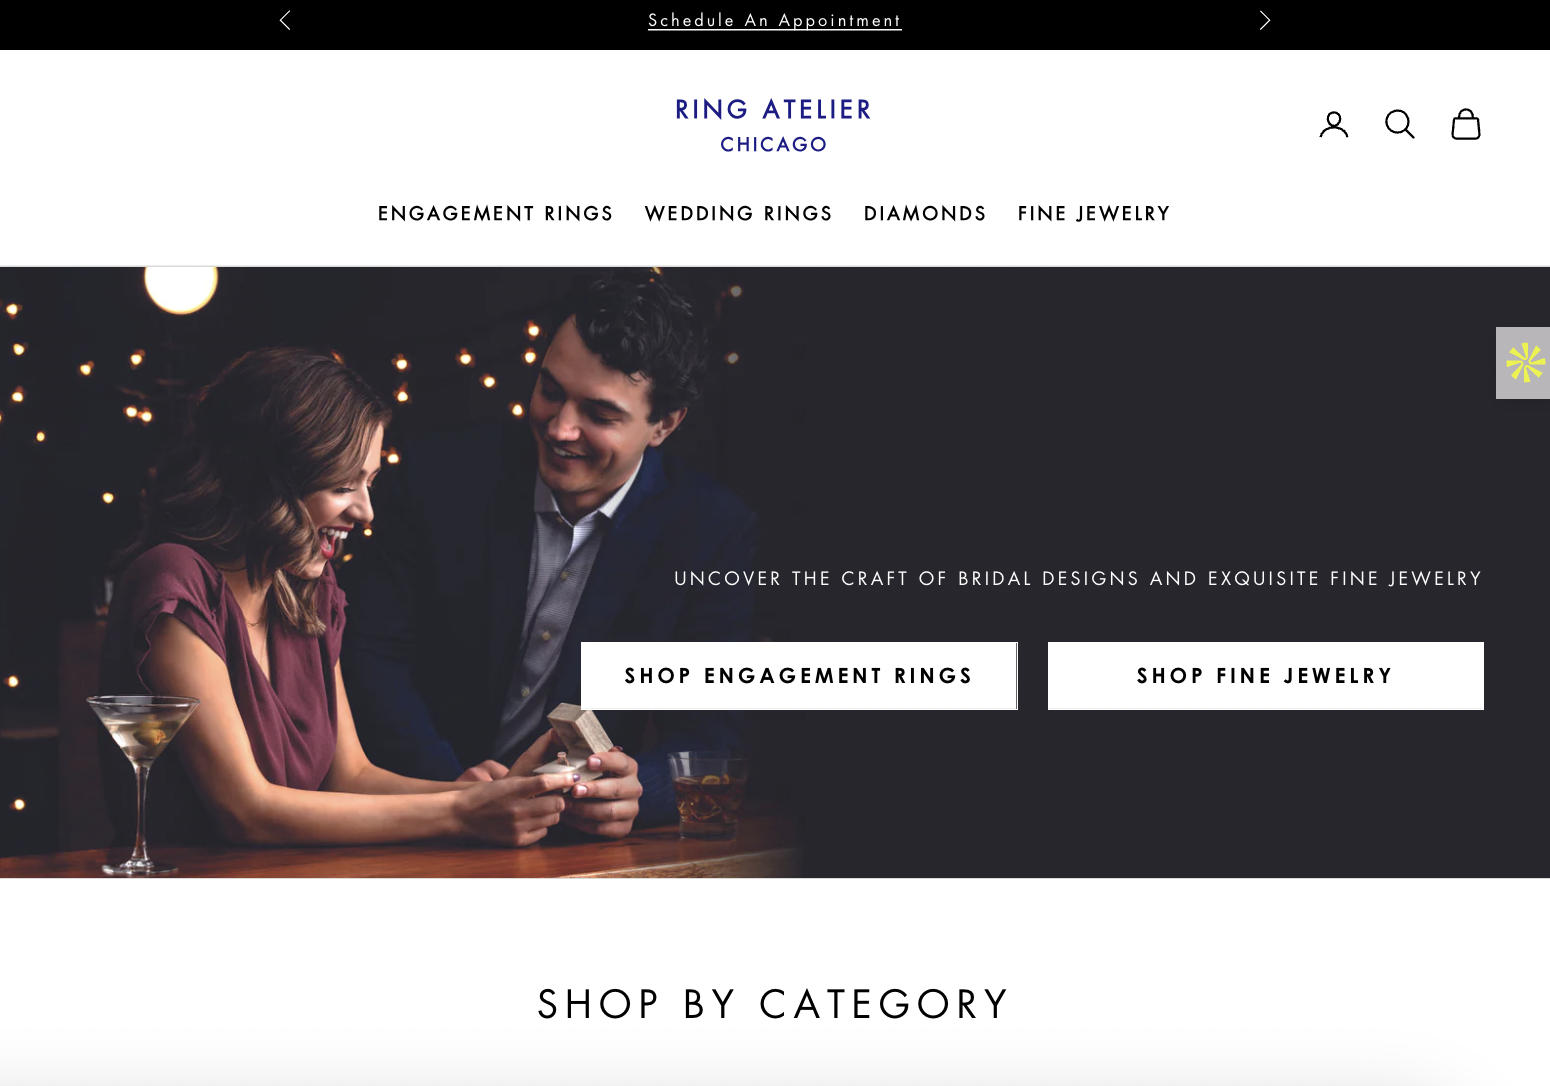 Schedule An Appointment
RING ATELIER
CHICAGO
ENGAGEMENT RINGS WEDDING RINGS DIAMONDS FINE JEWELRY
UNCOVER THE CRAFT OF BRIDAL DESIGNS AND EXQUISITE FINE JEWELRY
SHOP ENGAGEMENT RINGS SHOP FINE JEWELRY
SHOP BY CATEGORY